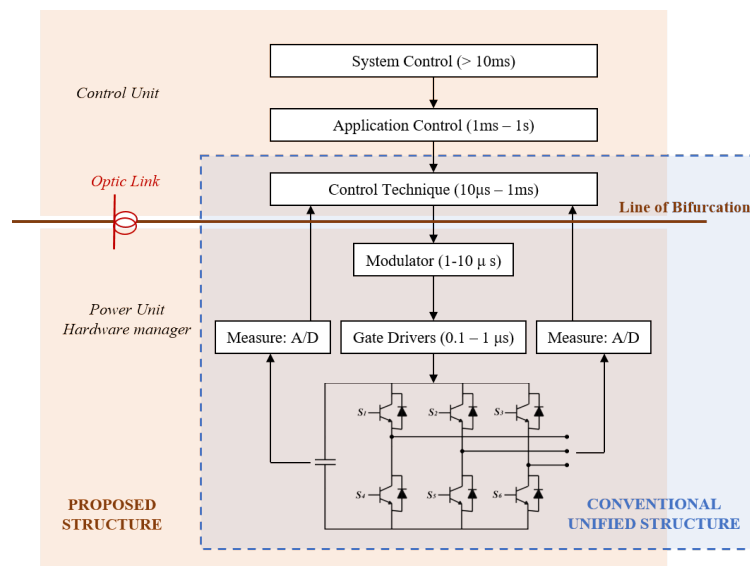 System Control (> 10ms)
Control Unit
Application Control (1ms – 1s)
Optic Link
Control Technique (10μs – 1ms)
Line of Bifurcation
Modulator (1-10 μ s)
Power Unit
Hardware manager
Measure: A/D
Gate Drivers (0.1 – 1 μs)
Measure: A/D
S1
S2
S3
S4
S5
S6
PROPOSED
STRUCTURE
CONVENTIONAL
UNIFIED STRUCTURE